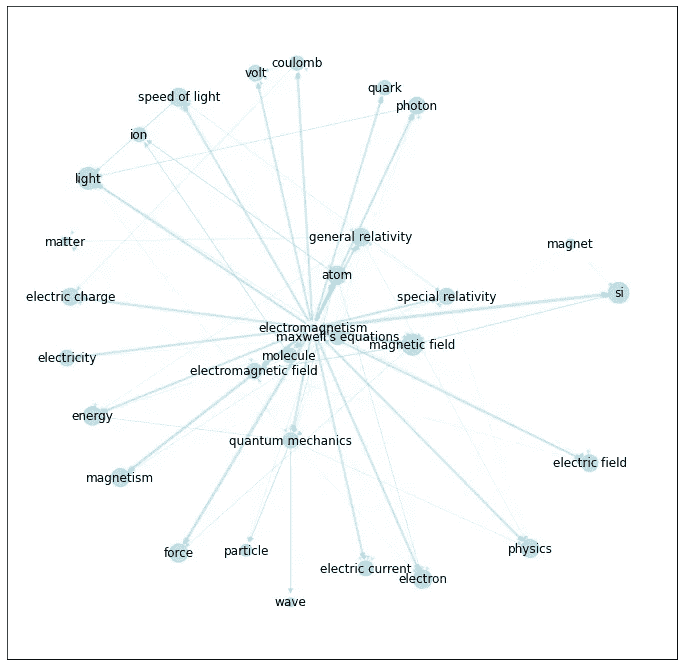 coulomb
volt
quark
speed of light
photon
ion
light
general relativity
matter
magnet
atom
electric charge
special relativity
si
electromagnetism
maxwell's equations
magnetic field
molecule
electricity
electromagnetic field
energy
quantum mechanics
electric field
magnetism
force
particle
physics
electric current
electron
wave